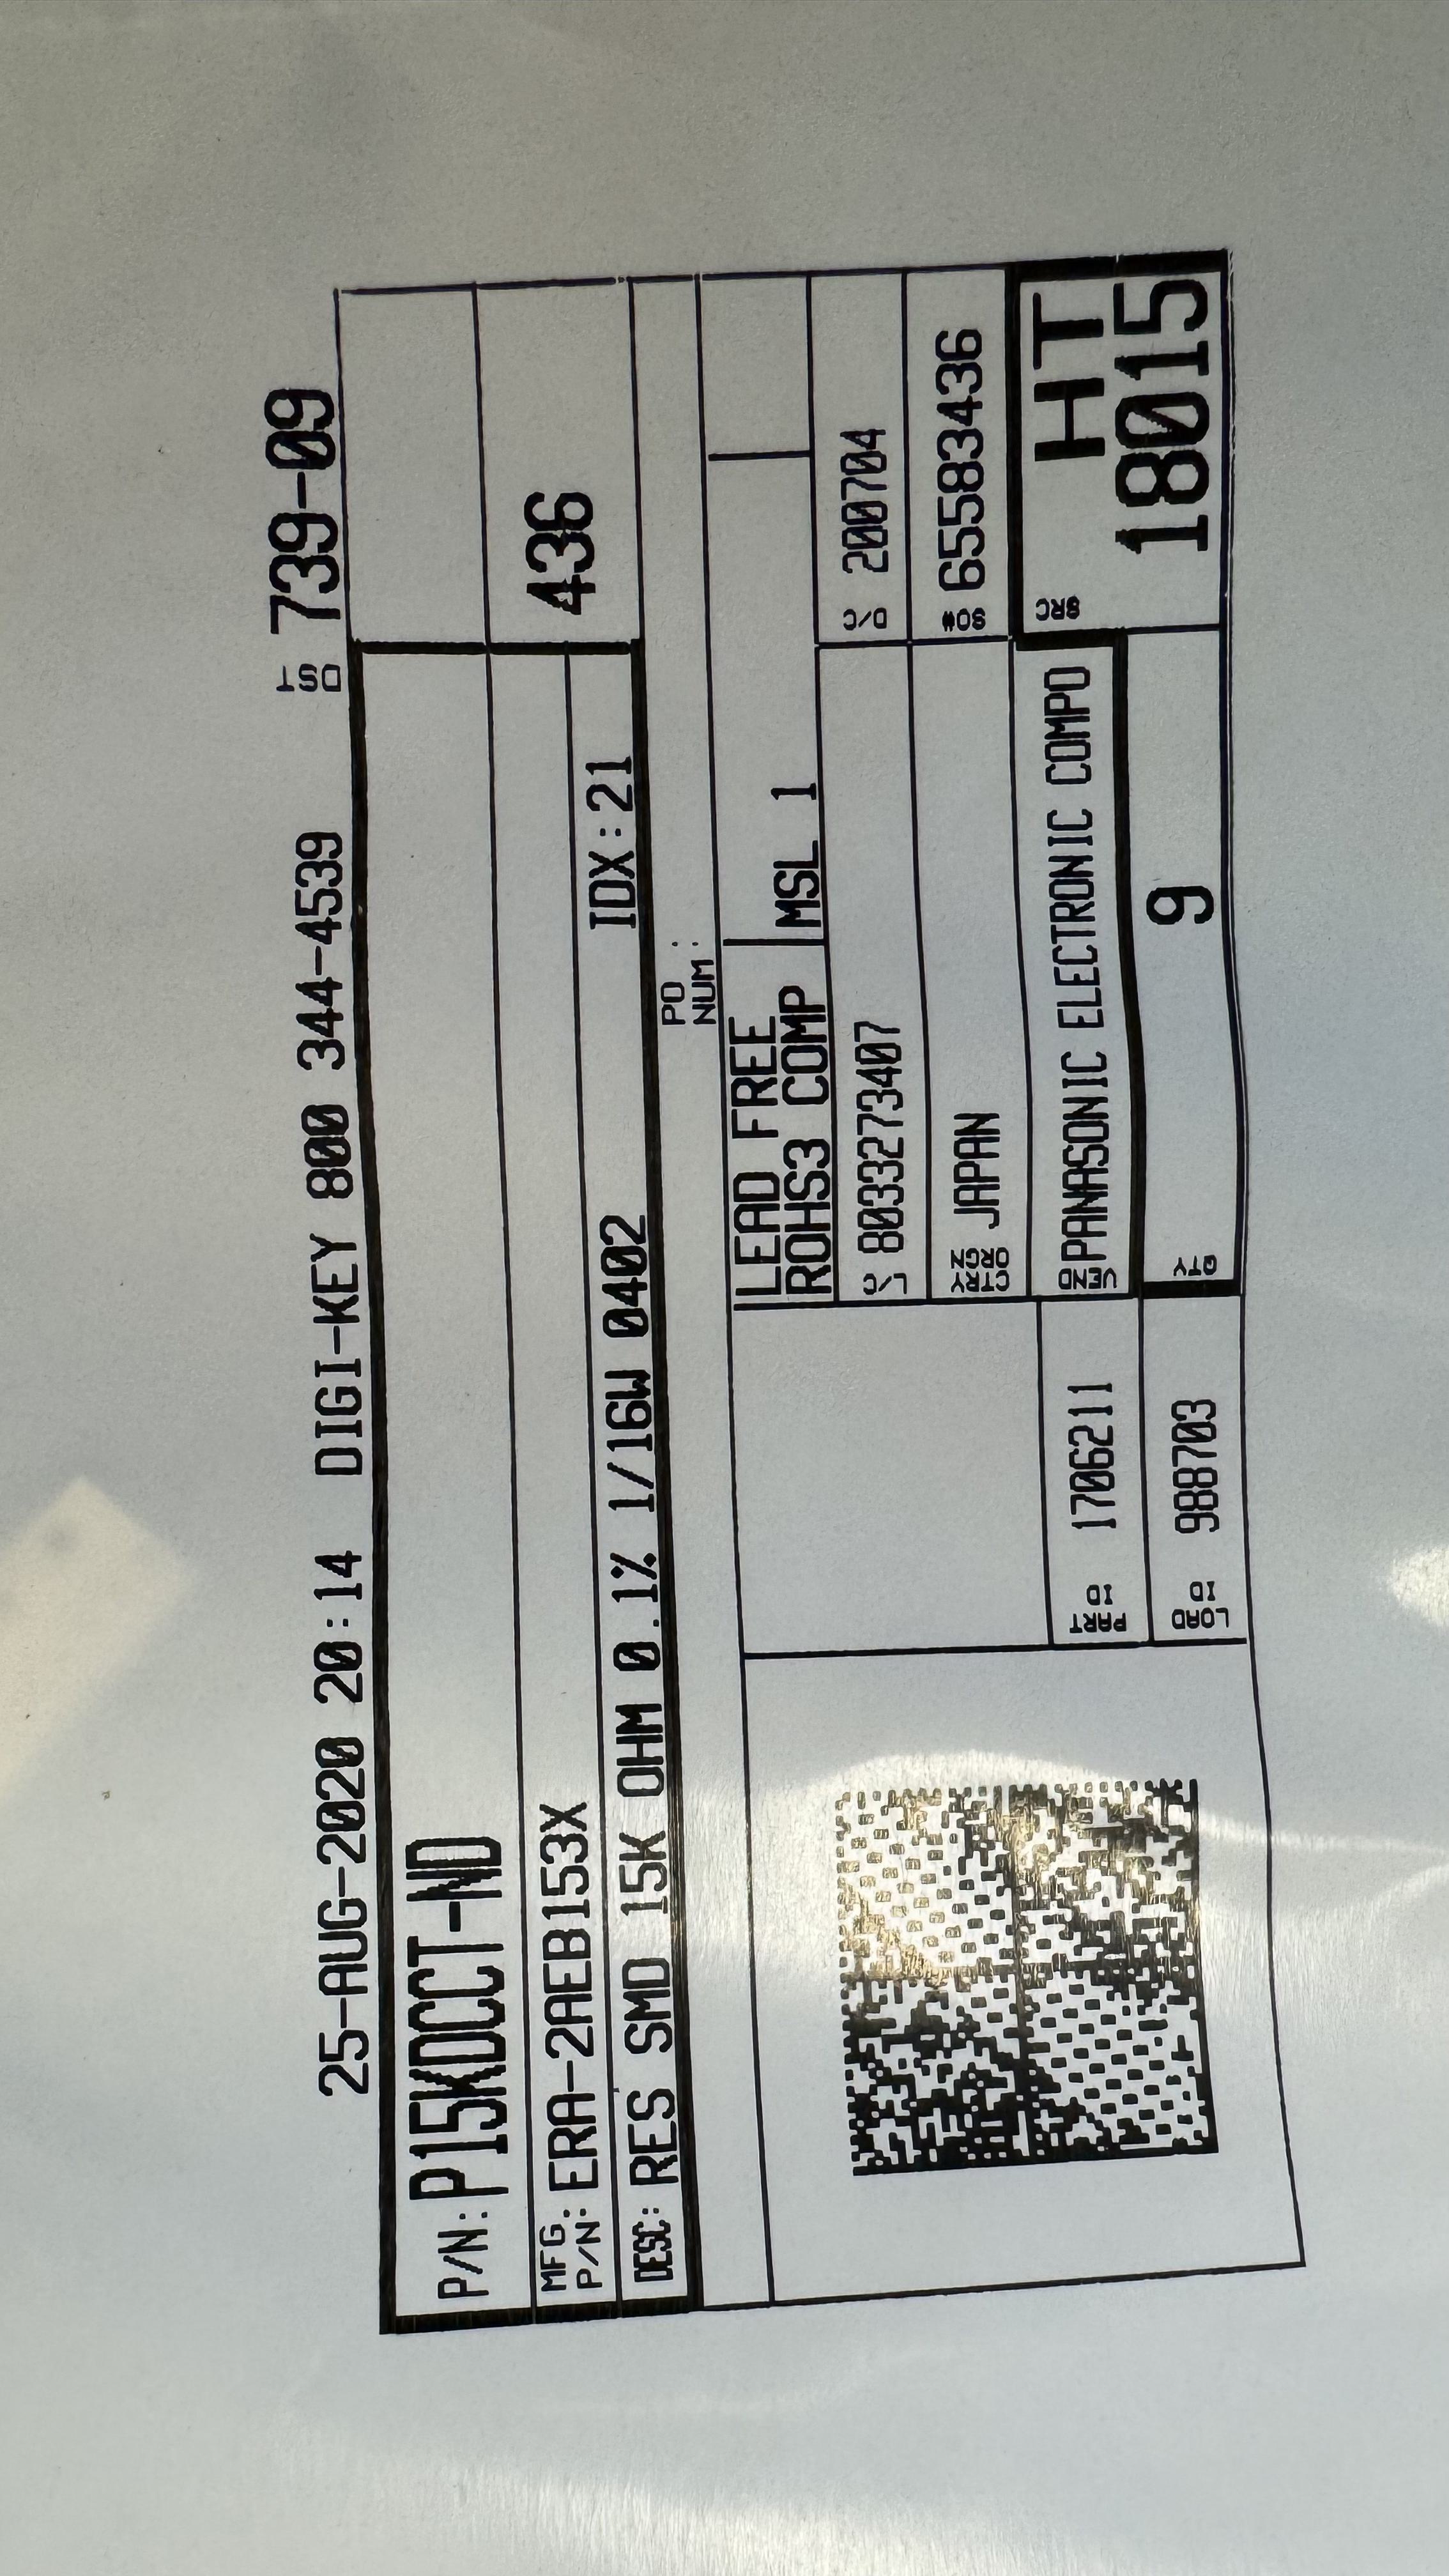 25-AUG-2020 20:14 DIGI-KEY 800 344-4539 DST 739-09
P/N: P15KDCCT-ND
MFG. P/N: ERA-2AEB153X 436
DESC: RES SMD 15K OHM 0.1% 1/16W 0402 IDX:21
PO NUM:
LEAD FREE
ROHS3 COMP MSL 1
L/C 8033273407 D/C 200704
CTRY ORGN JAPAN SO# 65583436
PART ID 1706211 VEND PANASONIC ELECTRONIC COMPO SRC HT
LOAD ID 988703 QTY 9 18015